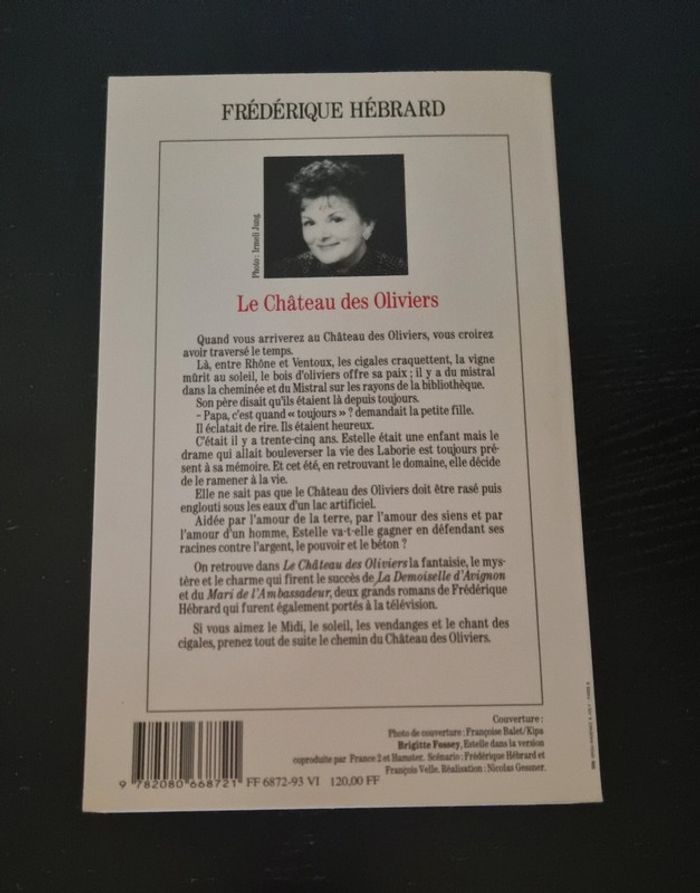 FRÉDÉRIQUE HÉBRARD
Photo : Irmeli Jung.
Le Château des Oliviers
Quand vous arriverez au Château des Oliviers, vous croirez
avoir traversé le temps.
Là, entre Rhône et Ventoux, les cigales craquettent, la vigne
mûrit au soleil, le bois d'oliviers offre sa paix ; il y a du mistral
dans la cheminée et du Mistral sur les rayons de la bibliothèque.
Son père disait qu'ils étaient là depuis toujours.
- Papa, c'est quand « toujours » ? demandait la petite fille.
Il éclatait de rire. Ils étaient heureux.
C'était il y a trente-cinq ans. Estelle était une enfant mais le
drame qui allait bouleverser la vie des Laborie est toujours pré-
sent à sa mémoire. Et cet été, en retrouvant le domaine, elle décide
de le ramener à la vie.
Elle ne sait pas que le Château des Oliviers doit être rasé puis
englouti sous les eaux d'un lac artificiel.
Aidée par l'amour de la terre, par l'amour des siens et par
l'amour d'un homme, Estelle va-t-elle gagner en défendant ses
racines contre l'argent, le pouvoir et le béton ?
On retrouve dans Le Château des Oliviers la fantaisie, le mys-
tère et le charme qui firent le succès de La Demoiselle d'Avignon
et du Mari de l'Ambassadeur, deux grands romans de Frédérique
Hébrard qui furent également portés à la télévision.
Si vous aimez le Midi, le soleil, les vendanges et le chant des
cigales, prenez tout de suite le chemin du Château des Oliviers.
Couverture :
Photo de couverture : Françoise Balet/Kipa
Brigitte Fossey, Estelle dans la version
coproduite par France 2 et Hamster. Scénario : Frédérique Hébrard et
François Velle. Réalisation : Nicolas Gessner.
9 782080 668721 FF 6872-93 VI 120,00 FF